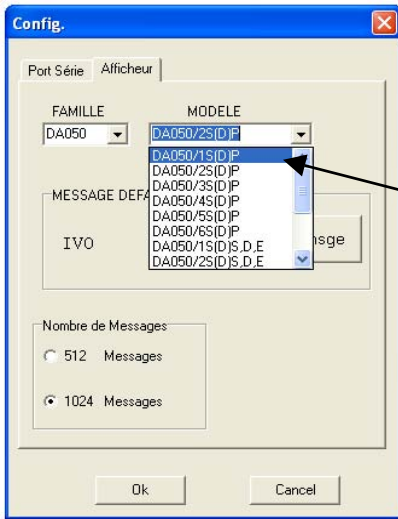 Config.
Port Série Afficheur
FAMILLE MODELE
DA050 DA050/2S(D)P
DA050/1S(D)P
DA050/2S(D)P
DA050/3S(D)P
DA050/4S(D)P
DA050/5S(D)P
DA050/6S(D)P
DA050/1S(D)S,D,E
DA050/2S(D)S,D,E
MESSAGE DEFA
IVO nsge
Nombre de Messages
512 Messages
1024 Messages
Ok Cancel